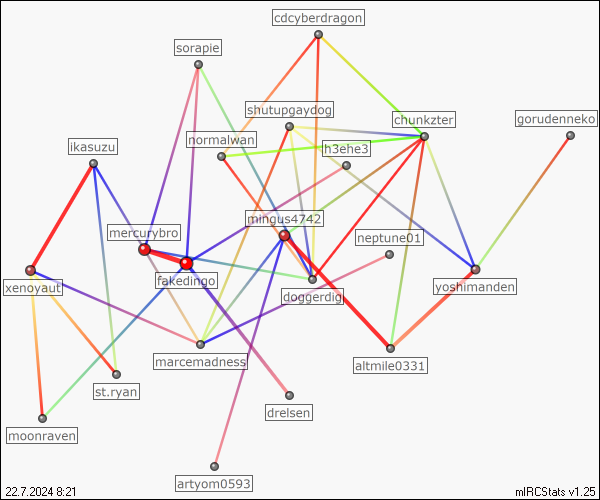 cdcyberdragon
sorapie
shutupgaydog
chunkzter
gorudenneko
normalwan
ikasuzu
h3ehe3
mingus4742
mercurybro
neptune01
fakedingo
xenoyaut
doggerdig
yoshimanden
marcemadness
altmile0331
st.ryan
drelsen
moonraven
artyom0593
22.7.2024 8:21
mIRCStats v1.25